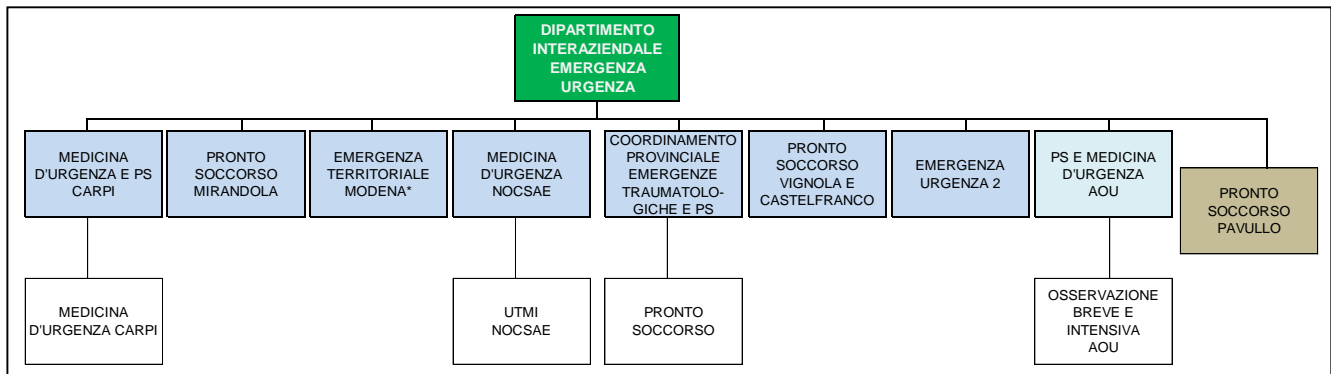 DIPARTIMENTO
INTERAZIENDALE
EMERGENZA
URGENZA
MEDICINA
D'URGENZA E PS
CARPI
PRONTO
SOCCORSO
MIRANDOLA
EMERGENZA
TERRITORIALE
MODENA*
MEDICINA
D'URGENZA
NOCSAE
COORDINAMENTO
PROVINCIALE
EMERGENZE
TRAUMATOLO-
GICHE E PS
PRONTO
SOCCORSO
VIGNOLA E
CASTELFRANCO
EMERGENZA
URGENZA 2
PS E MEDICINA
D'URGENZA
AOU
PRONTO
SOCCORSO
PAVULLO
MEDICINA
D'URGENZA CARPI
UTMI
NOCSAE
PRONTO
SOCCORSO
OSSERVAZIONE
BREVE E
INTENSIVA
AOU